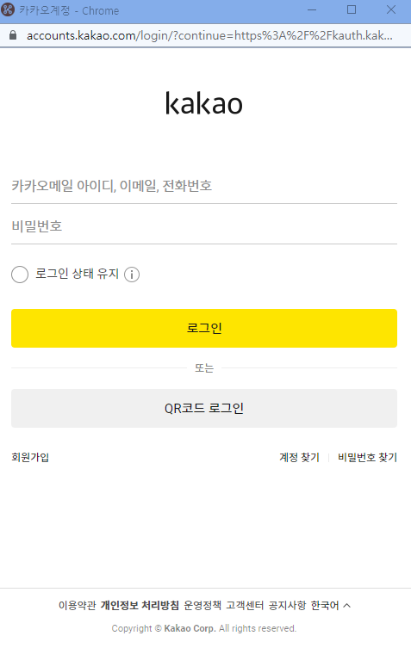 카카오계정 - Chrome
accounts.kakao.com/login/?continue=https%3A%2F%2Fkauth.kak...
kakao
카카오메일 아이디, 이메일, 전화번호
비밀번호
로그인 상태 유지
로그인
또는
QR코드 로그인
회원가입 계정 찾기 비밀번호 찾기
이용약관 개인정보 처리방침 운영정책 고객센터 공지사항 한국어
Copyright © Kakao Corp. All rights reserved.